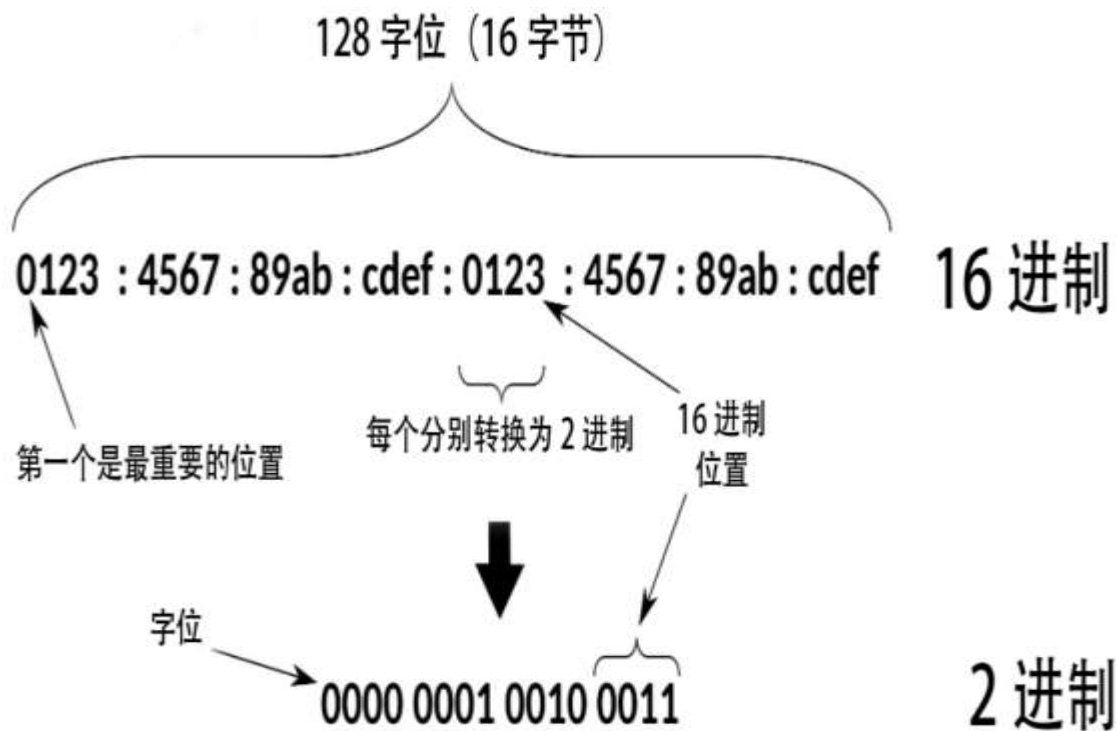 128 字位（16 字节）
0123 : 4567 : 89ab : cdef : 0123 : 4567 : 89ab : cdef
16 进制
第一个是最重要的位置
每个分别转换为 2 进制
16 进制
位置
字位
0000 0001 0010 0011
2 进制